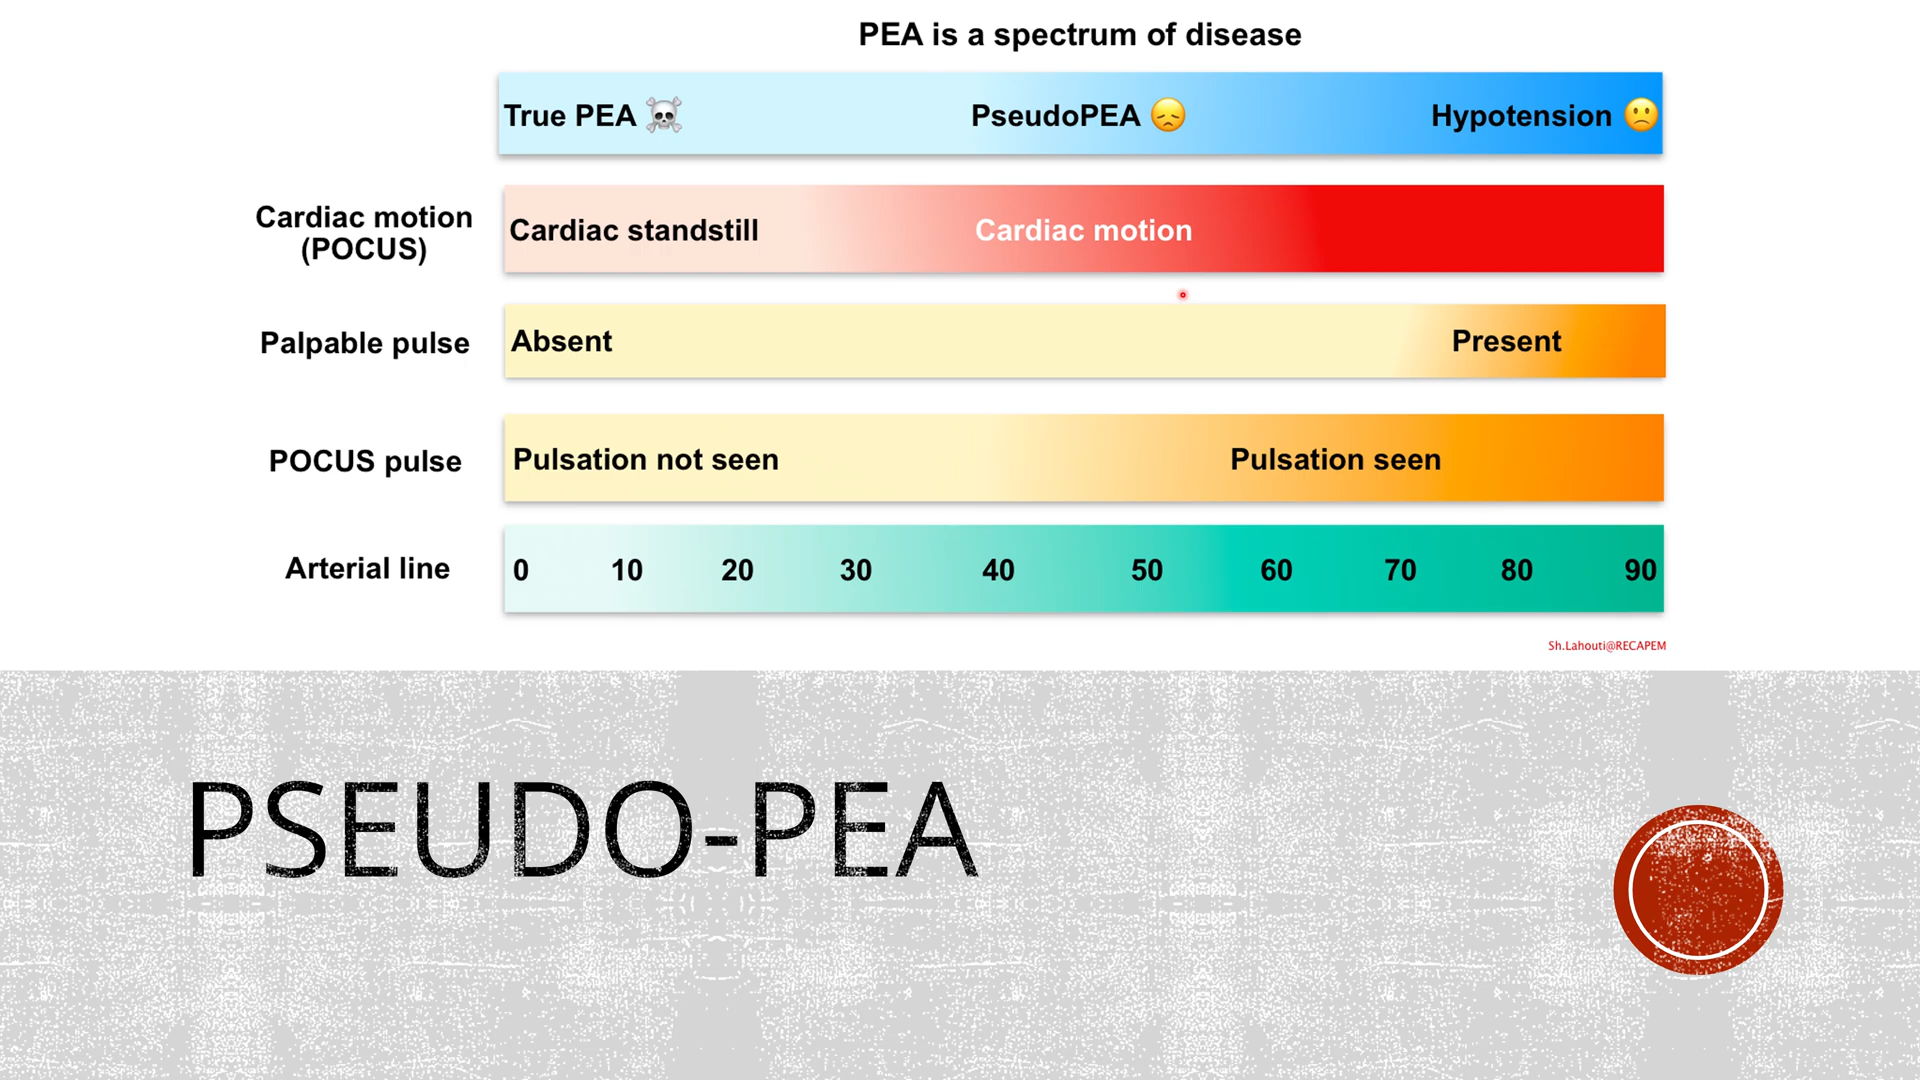 PEA is a spectrum of disease
True PEA ☠️ PseudoPEA 😞 Hypotension 🙁
Cardiac motion
(POCUS)
Cardiac standstill Cardiac motion
Palpable pulse Absent Present
POCUS pulse Pulsation not seen Pulsation seen
Arterial line 0 10 20 30 40 50 60 70 80 90
Sh.Lahouti@RECAPEM
PSEUDO-PEA